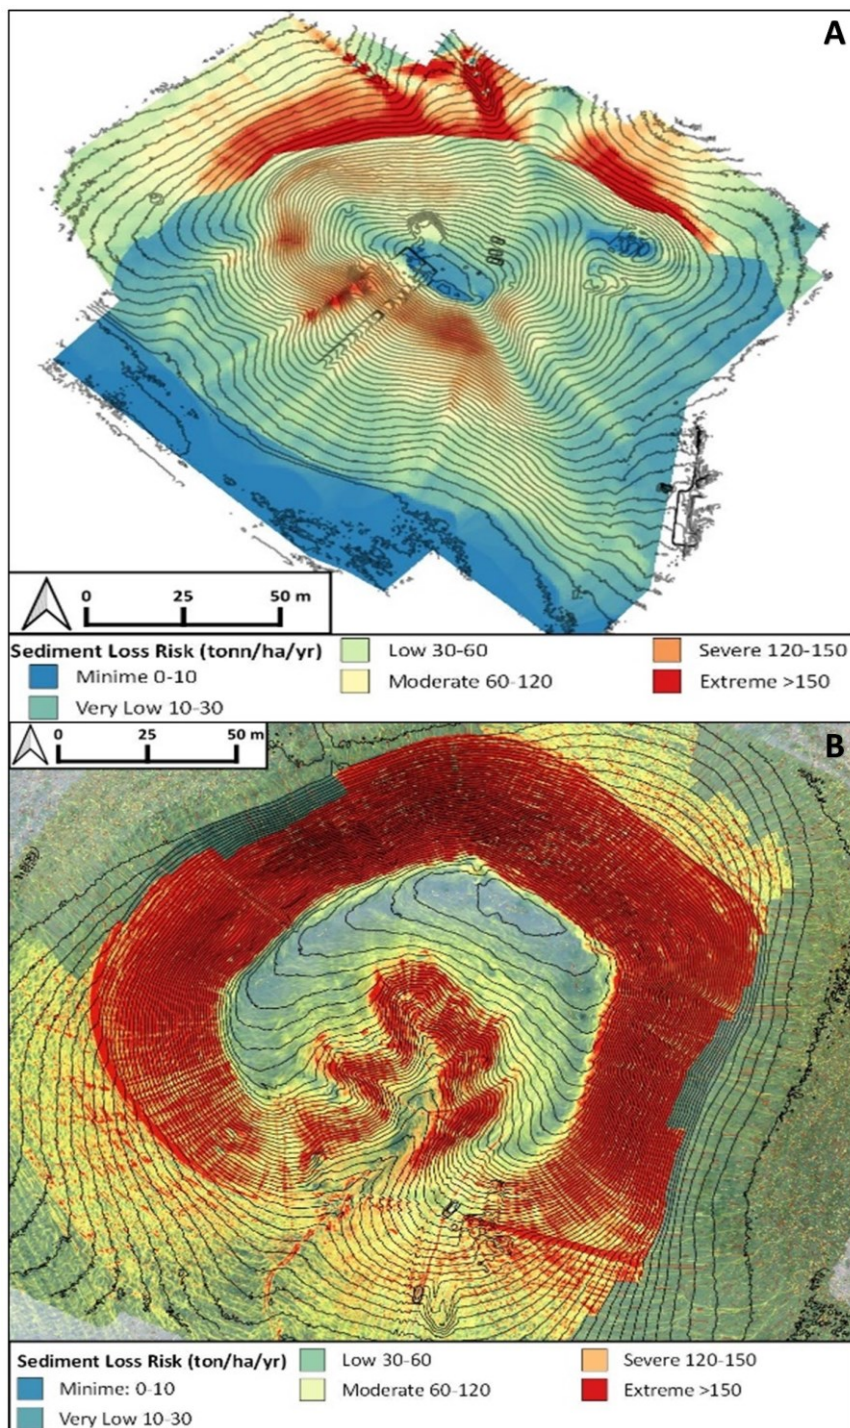 A
0 25 50 m
Sediment Loss Risk (tonn/ha/yr)
Minime 0-10
Very Low 10-30
Low 30-60
Moderate 60-120
Severe 120-150
Extreme >150
0 25 50 m
B
Sediment Loss Risk (ton/ha/yr)
Minime: 0-10
Very Low 10-30
Low 30-60
Moderate 60-120
Severe 120-150
Extreme >150